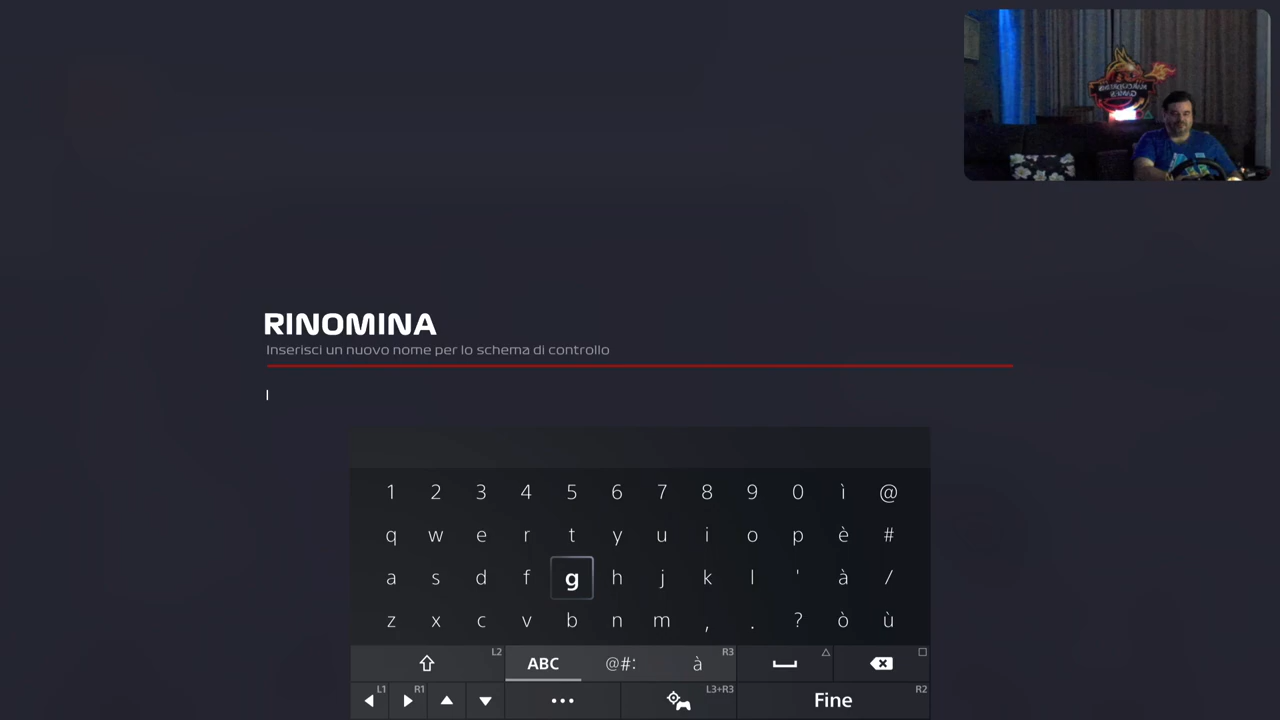 RINOMINA
Inserisci un nuovo nome per lo schema di controllo
1 2 3 4 5 6 7 8 9 0 ì @
q w e r t y u i o p è #
a s d f g h j k l ' à /
z x c v b n m , . ? ò ù
L2 ABC @#: à R3
L1 R1 ... L3+R3 Fine R2